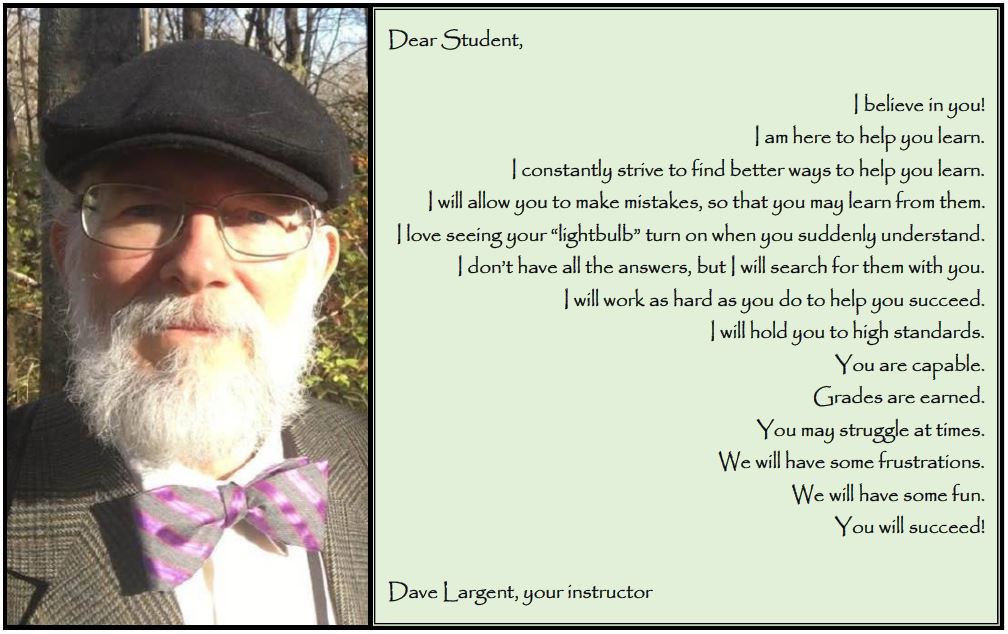 Dear Student,
I believe in you!
I am here to help you learn.
I constantly strive to find better ways to help you learn.
I will allow you to make mistakes, so that you may learn from them.
I love seeing your “lightbulb” turn on when you suddenly understand.
I don’t have all the answers, but I will search for them with you.
I will work as hard as you do to help you succeed.
I will hold you to high standards.
You are capable.
Grades are earned.
You may struggle at times.
We will have some frustrations.
We will have some fun.
You will succeed!
Dave Largent, your instructor